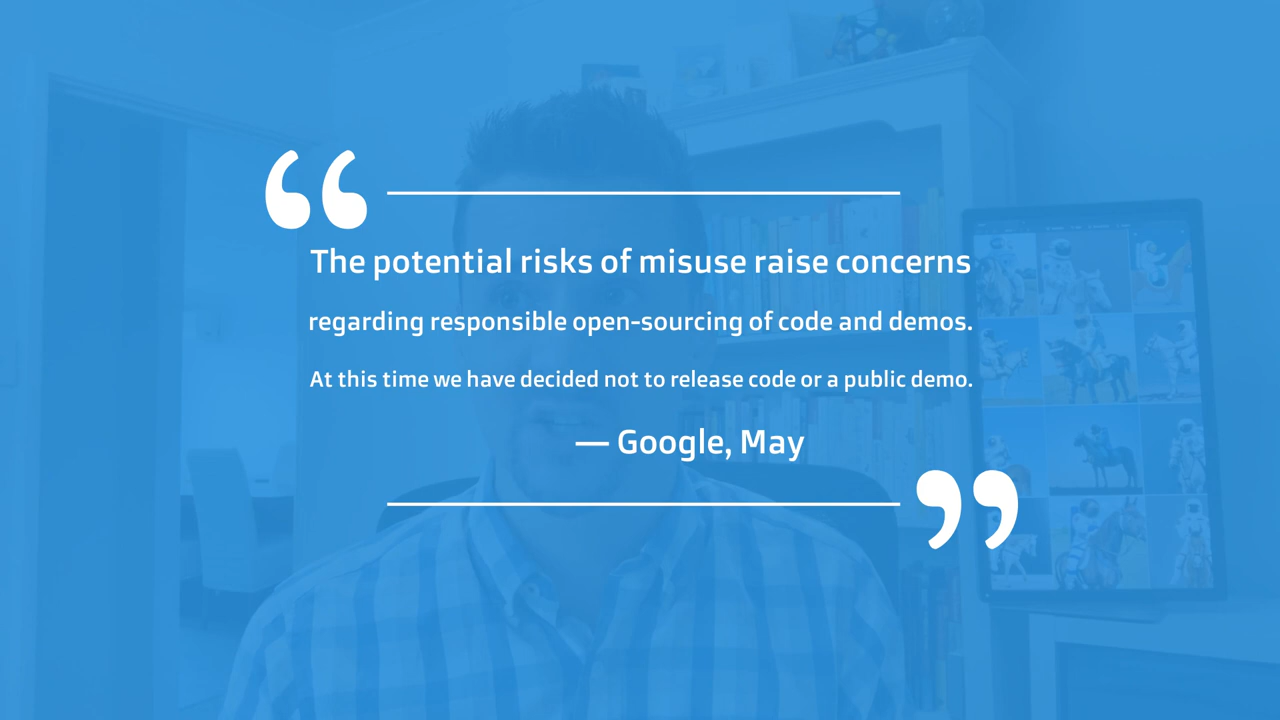 The potential risks of misuse raise concerns
regarding responsible open-sourcing of code and demos.
At this time we have decided not to release code or a public demo.
— Google, May